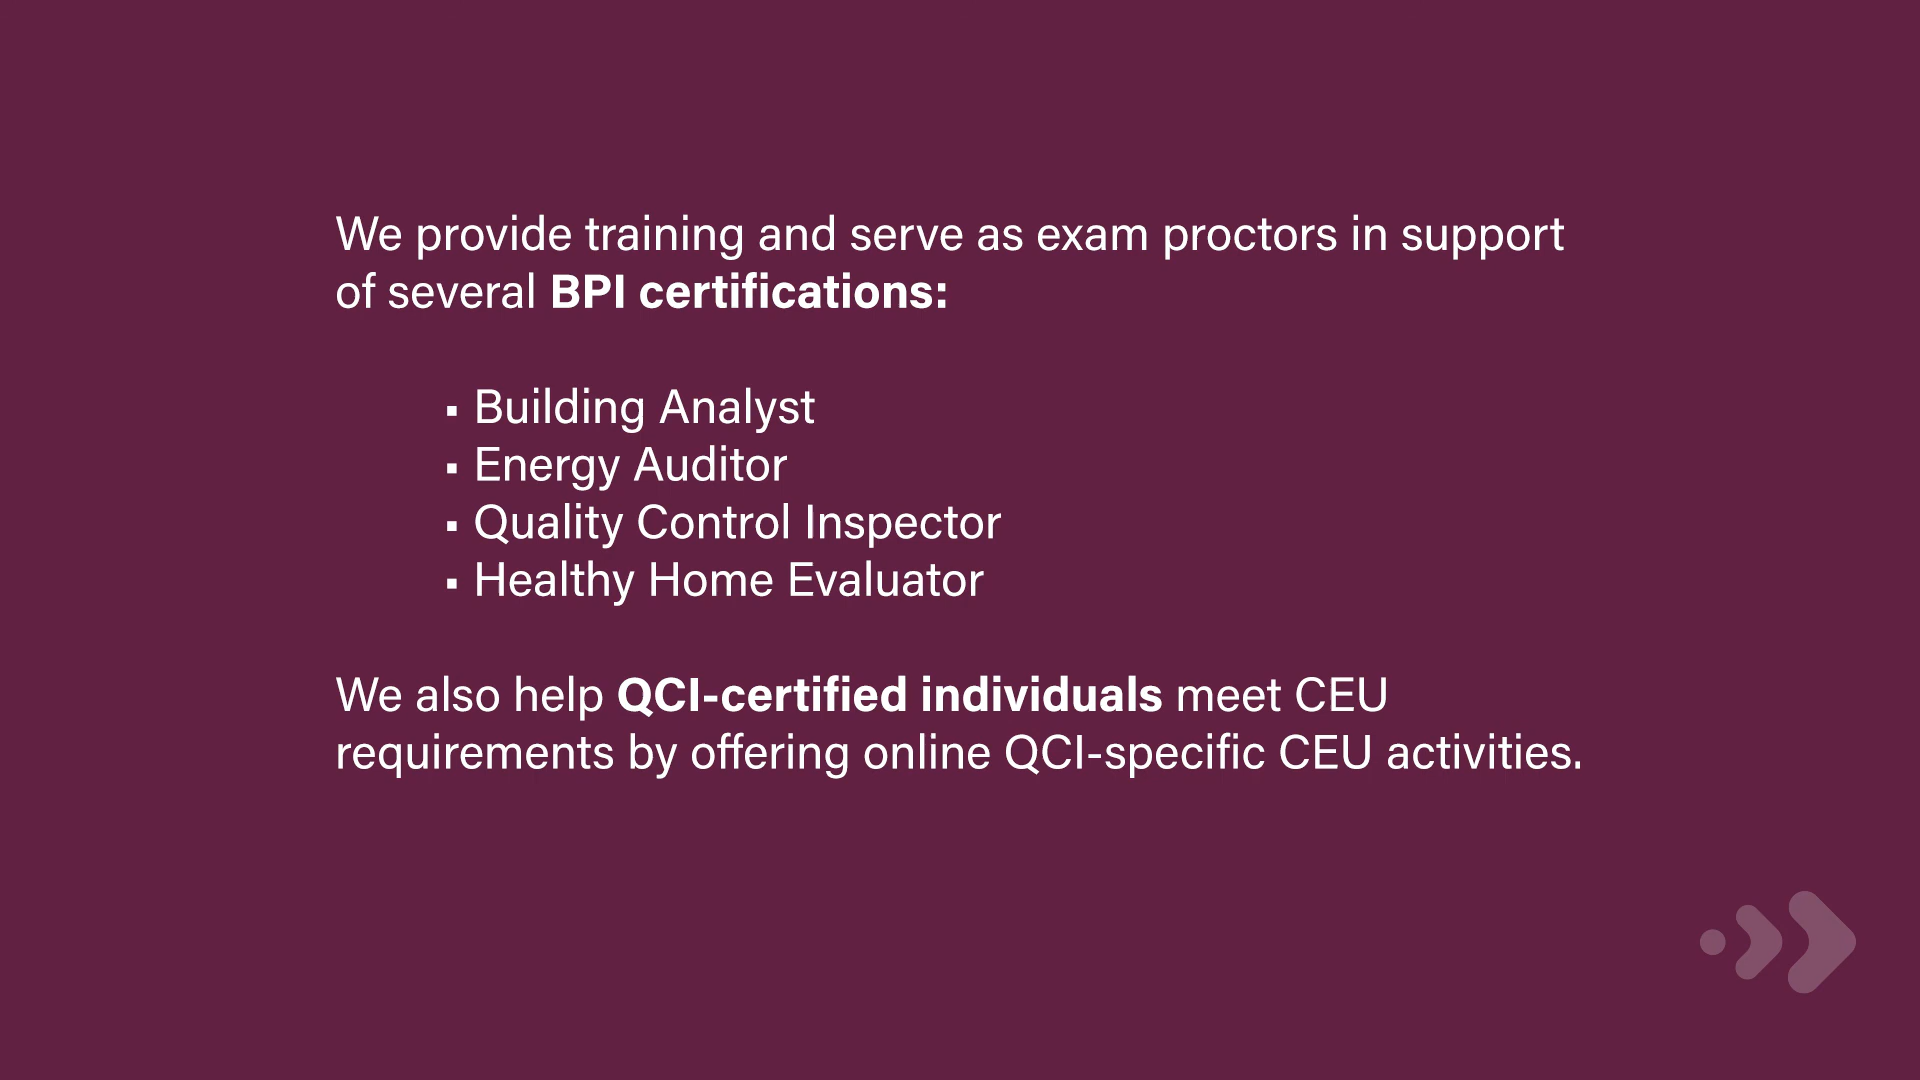 We provide training and serve as exam proctors in support
of several BPI certifications:
▪ Building Analyst
▪ Energy Auditor
▪ Quality Control Inspector
▪ Healthy Home Evaluator
We also help QCI-certified individuals meet CEU
requirements by offering online QCI-specific CEU activities.